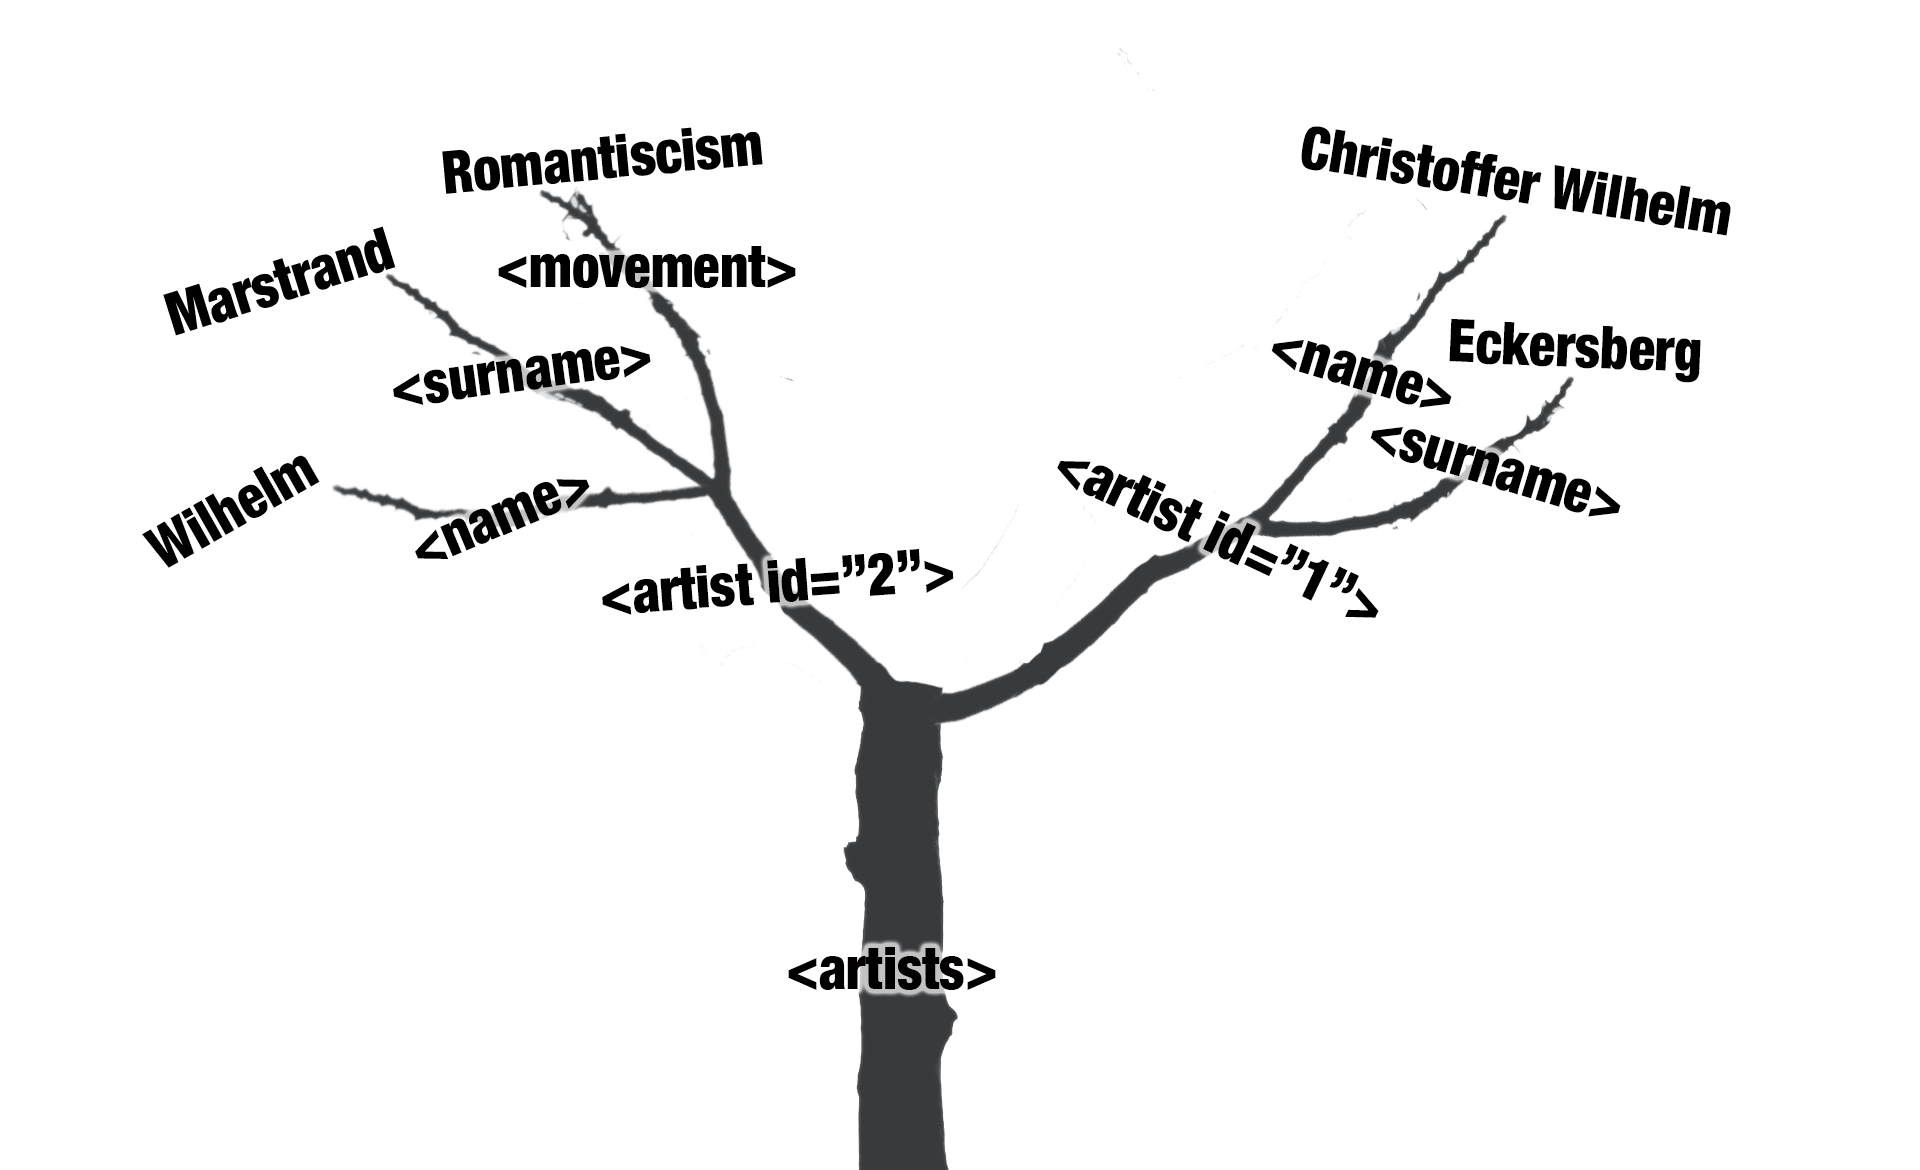 Romantiscism
<movement>
Marstrand
<surname>
Wilhelm
<name>
<artist id=”2”>
Christoffer Wilhelm
<name>
Eckersberg
<surname>
<artist id=”1”>
<artists>